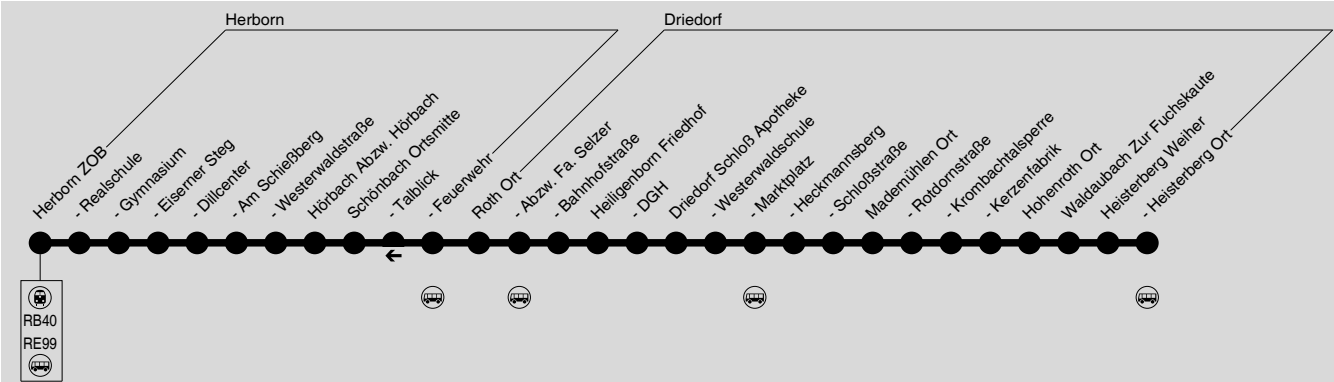 Herborn
Driedorf
Herborn ZOB
- Realschule
- Gymnasium
- Eiserner Steg
- Dillcenter
- Am Schießberg
- Westerwaldstraße
Hörbach Abzw. Hörbach
Schönbach Ortsmitte
- Talblick
- Feuerwehr
Roth Ort
- Abzw. Fa. Selzer
- Bahnhofstraße
Heiligenborn Friedhof
- DGH
Driedorf Schloß Apotheke
- Westerwaldschule
- Marktplatz
- Heckmannsberg
- Schloßstraße
Mademühlen Ort
- Rotdornstraße
- Krombachtalsperre
- Kerzenfabrik
Hohenroth Ort
Waldaubach Zur Fuchskaute
Heisterberg Weiher
- Heisterberg Ort
RB40
RE99